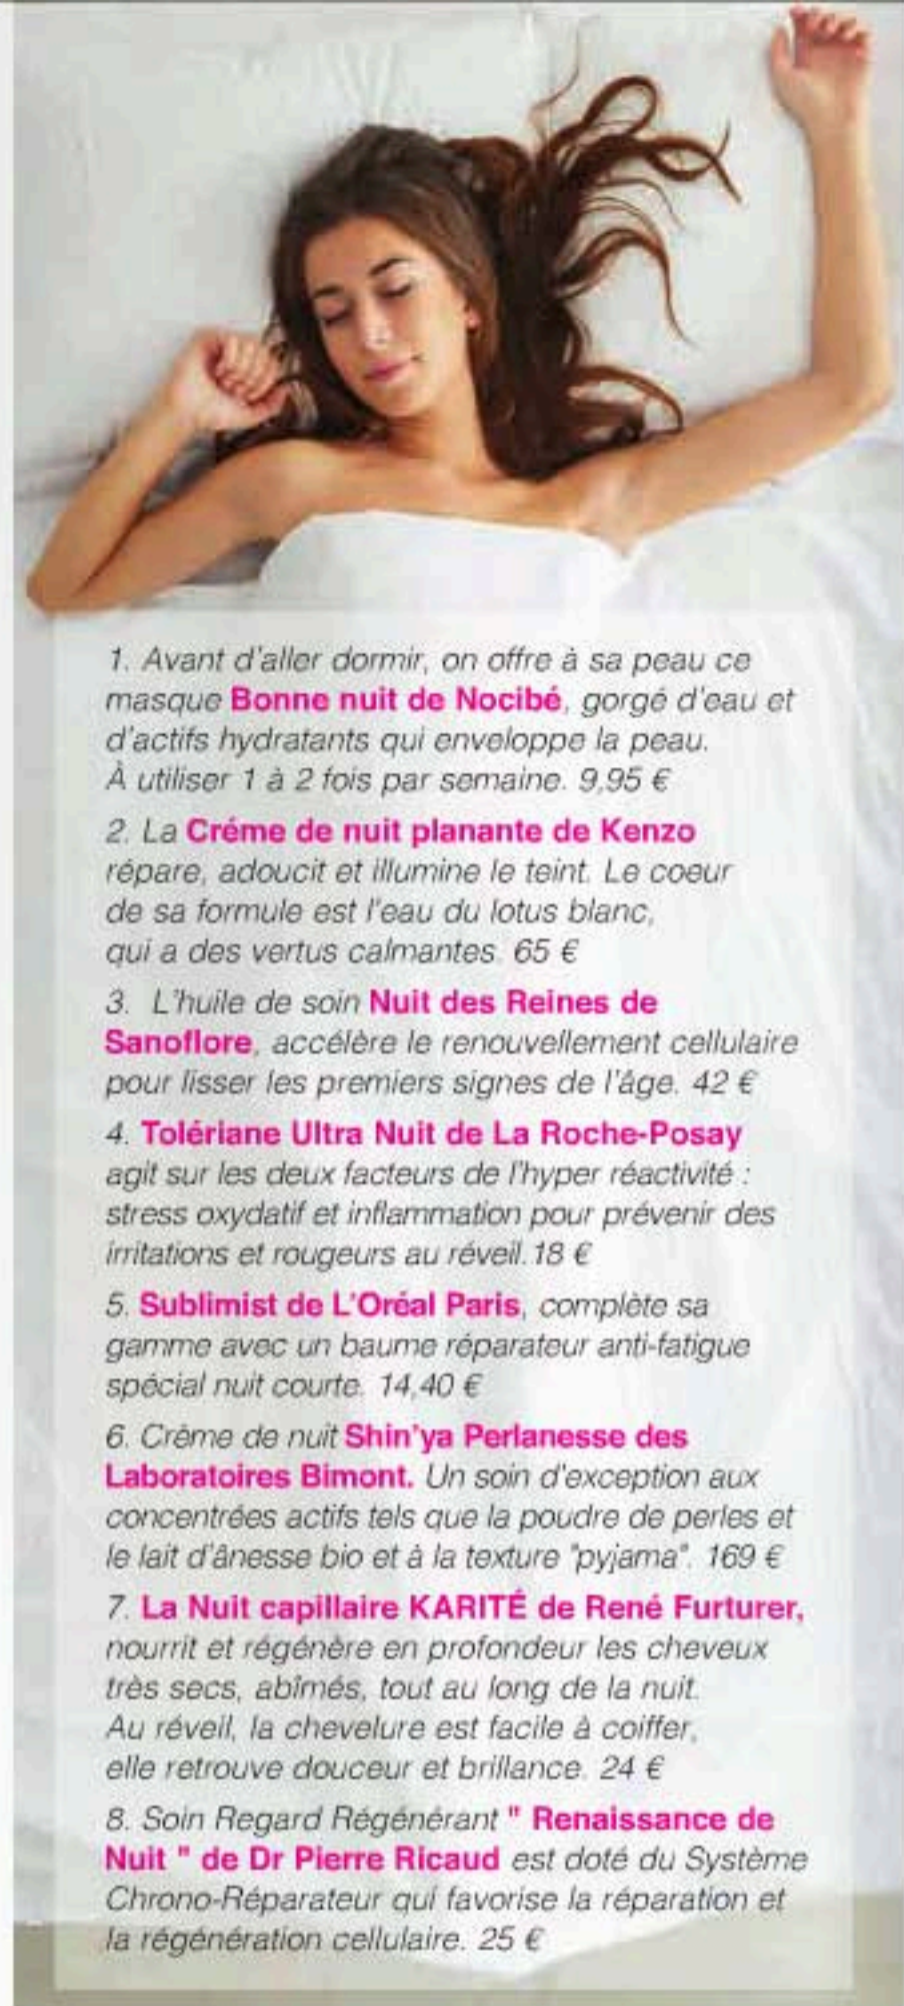 1. Avant d'aller dormir, on offre à sa peau ce
masque Bonne nuit de Nocibé, gorgé d'eau et
d'actifs hydratants qui enveloppe la peau.
À utiliser 1 à 2 fois par semaine. 9,95 €
2. La Créme de nuit planante de Kenzo
répare, adoucit et illumine le teint. Le coeur
de sa formule est l'eau du lotus blanc,
qui a des vertus calmantes. 65 €
3. L'huile de soin Nuit des Reines de
Sanoflore, accélère le renouvellement cellulaire
pour lisser les premiers signes de l'âge. 42 €
4. Tolériane Ultra Nuit de La Roche-Posay
agit sur les deux facteurs de l'hyper réactivité :
stress oxydatif et inflammation pour prévenir des
irritations et rougeurs au réveil. 18 €
5. Sublimist de L'Oréal Paris, complète sa
gamme avec un baume réparateur anti-fatigue
spécial nuit courte. 14,40 €
6. Crème de nuit Shin'ya Perlanesse des
Laboratoires Bimont. Un soin d'exception aux
concentrées actifs tels que la poudre de perles et
le lait d'ânesse bio et à la texture "pyjama". 169 €
7. La Nuit capillaire KARITÉ de René Furturer,
nourrit et régénère en profondeur les cheveux
très secs, abîmés, tout au long de la nuit.
Au réveil, la chevelure est facile à coiffer,
elle retrouve douceur et brillance. 24 €
8. Soin Regard Régénérant " Renaissance de
Nuit " de Dr Pierre Ricaud est doté du Système
Chrono-Réparateur qui favorise la réparation et
la régénération cellulaire. 25 €